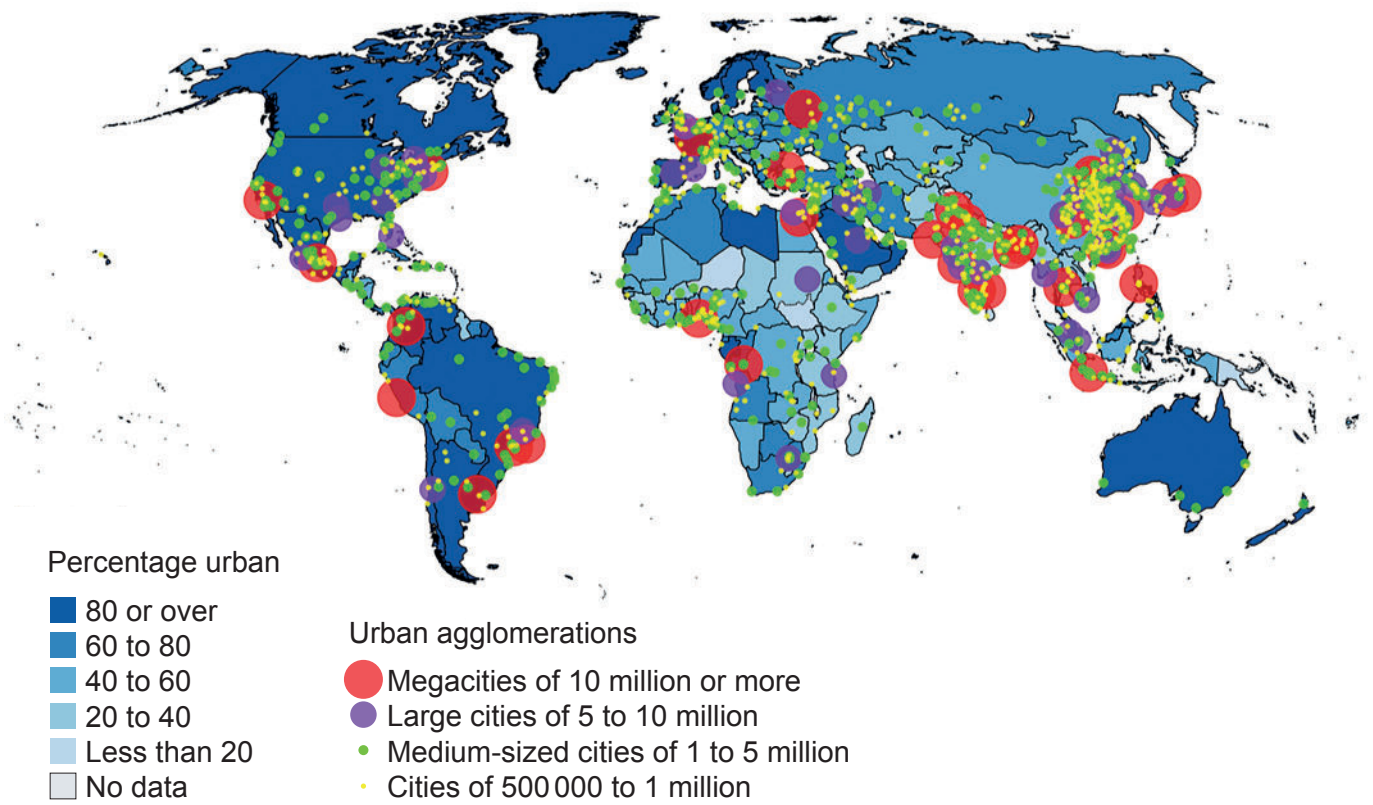 Percentage urban
80 or over
60 to 80
40 to 60
20 to 40
Less than 20
No data
Urban agglomerations
Megacities of 10 million or more
Large cities of 5 to 10 million
Medium-sized cities of 1 to 5 million
Cities of 500 000 to 1 million